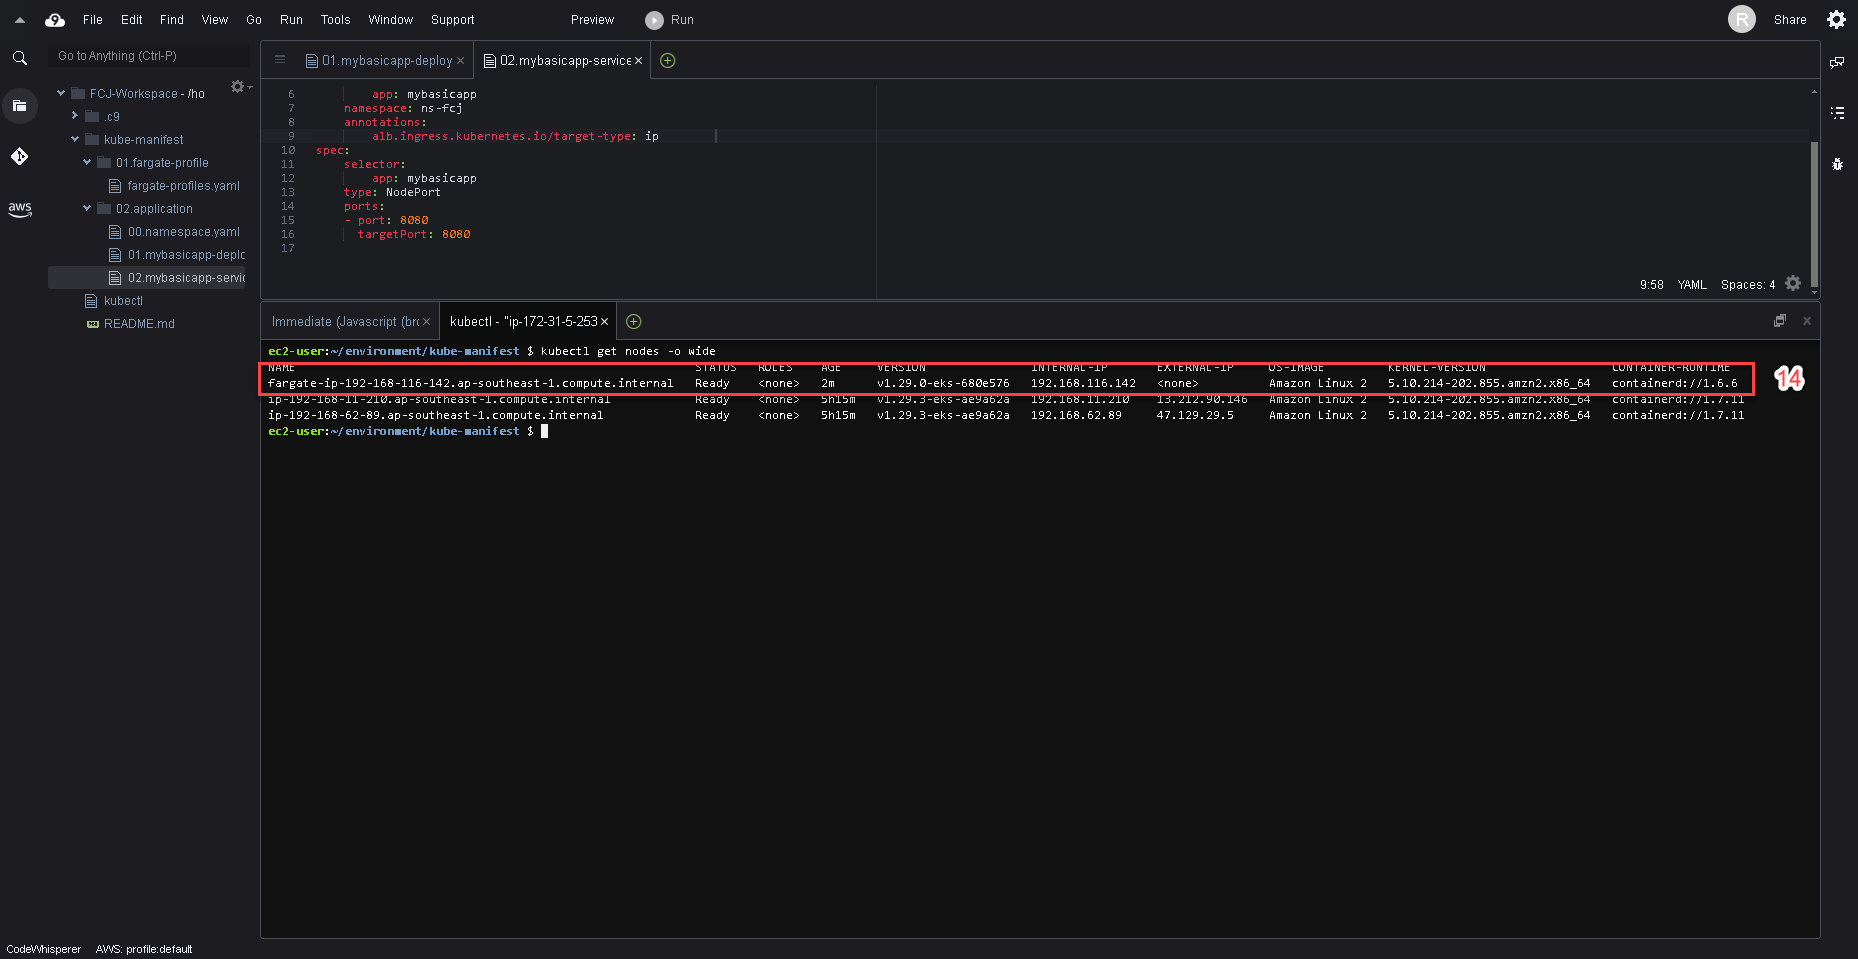 File Edit Find View Go Run Tools Window Support Preview Run R Share
Go to Anything (Ctrl-P)
FCJ-Workspace - /ho
.c9
kube-manifest
01.fargate-profile
fargate-profiles.yaml
02.application
00.namespace.yaml
01.mybasicapp-deplo
02.mybasicapp-servic
kubectl
README.md
aws
01.mybasicapp-deploy 02.mybasicapp-service
6 app: mybasicapp
7 namespace: ns-fcj
8 annotations:
9 alb.ingress.kubernetes.io/target-type: ip
10 spec:
11 selector:
12 app: mybasicapp
13 type: NodePort
14 ports:
15 - port: 8080
16 targetPort: 8080
17
9:58 YAML Spaces: 4
Immediate (Javascript (bro kubectl - "ip-172-31-5-253
ec2-user:~/environment/kube-manifest $ kubectl get nodes -o wide
NAME STATUS ROLES AGE VERSION INTERNAL-IP EXTERNAL-IP OS-IMAGE KERNEL-VERSION CONTAINER-RUNTIME
fargate-ip-192-168-116-142.ap-southeast-1.compute.internal Ready <none> 2m v1.29.0-eks-680e576 192.168.116.142 <none> Amazon Linux 2 5.10.214-202.855.amzn2.x86_64 containerd://1.6.6
ip-192-168-11-210.ap-southeast-1.compute.internal Ready <none> 5h15m v1.29.3-eks-ae9a62a 192.168.11.210 13.212.90.146 Amazon Linux 2 5.10.214-202.855.amzn2.x86_64 containerd://1.7.11
ip-192-168-62-89.ap-southeast-1.compute.internal Ready <none> 5h15m v1.29.3-eks-ae9a62a 192.168.62.89 47.129.29.5 Amazon Linux 2 5.10.214-202.855.amzn2.x86_64 containerd://1.7.11
ec2-user:~/environment/kube-manifest $
14
CodeWhisperer AWS: profile:default